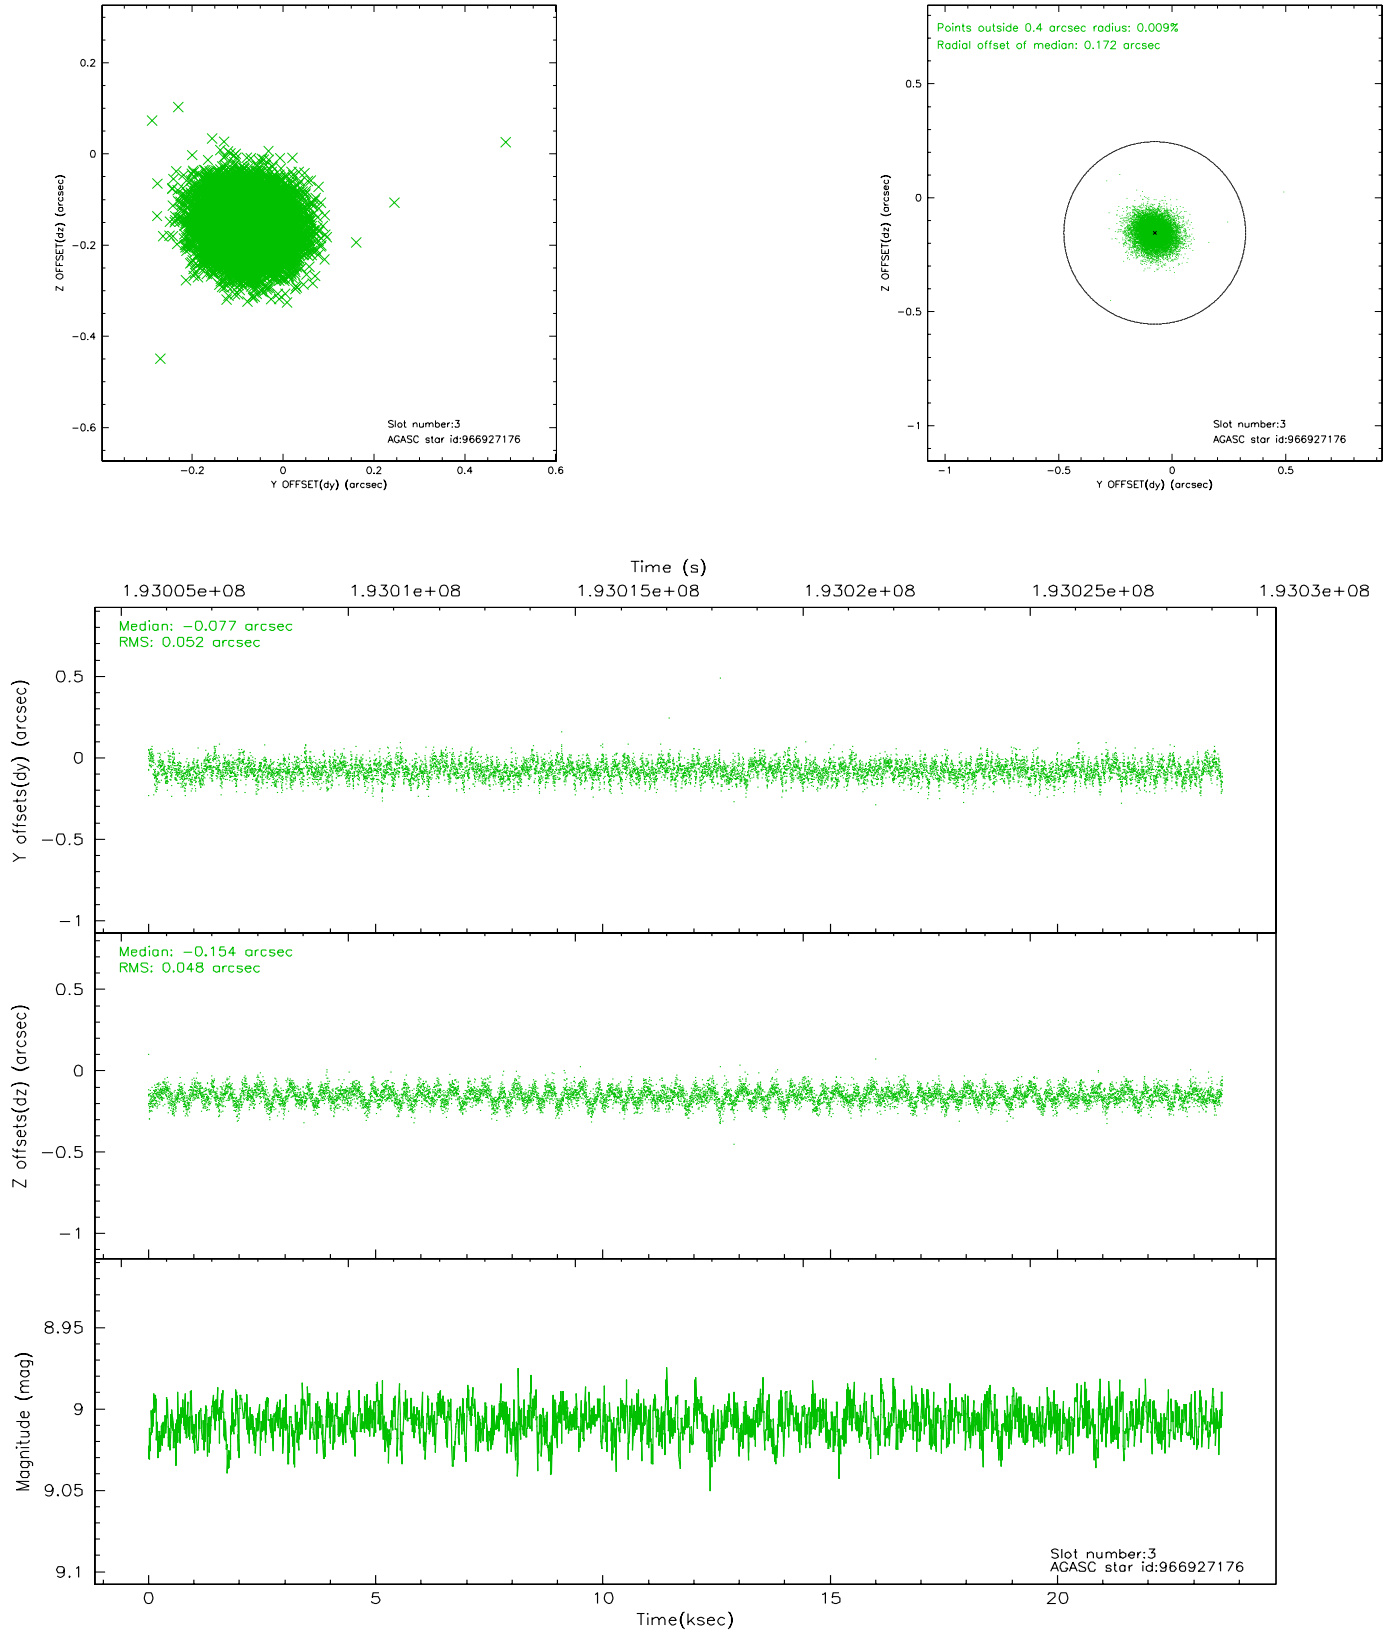 0.2
0
−0.2
−0.4
−0.6
Z OFFSET(dz) (arcsec)
Slot number:3
AGASC star id:966927176
−0.2 0 0.2 0.4 0.6
Y OFFSET(dy) (arcsec)
Points outside 0.4 arcsec radius: 0.009%
Radial offset of median: 0.172 arcsec
0.5
0
−0.5
−1
Z OFFSET(dz) (arcsec)
Slot number:3
AGASC star id:966927176
−1 −0.5 0 0.5
Y OFFSET(dy) (arcsec)
Time (s)
1.93005e+08 1.9301e+08 1.93015e+08 1.9302e+08 1.93025e+08 1.9303e+08
Median: −0.077 arcsec
RMS: 0.052 arcsec
0.5
0
−0.5
−1
Y offsets(dy) (arcsec)
Median: −0.154 arcsec
RMS: 0.048 arcsec
0.5
0
−0.5
−1
Z offsets(dz) (arcsec)
8.95
9
9.05
9.1
Magnitude (mag)
Slot number:3
AGASC star id:966927176
0 5 10 15 20
Time(ksec)